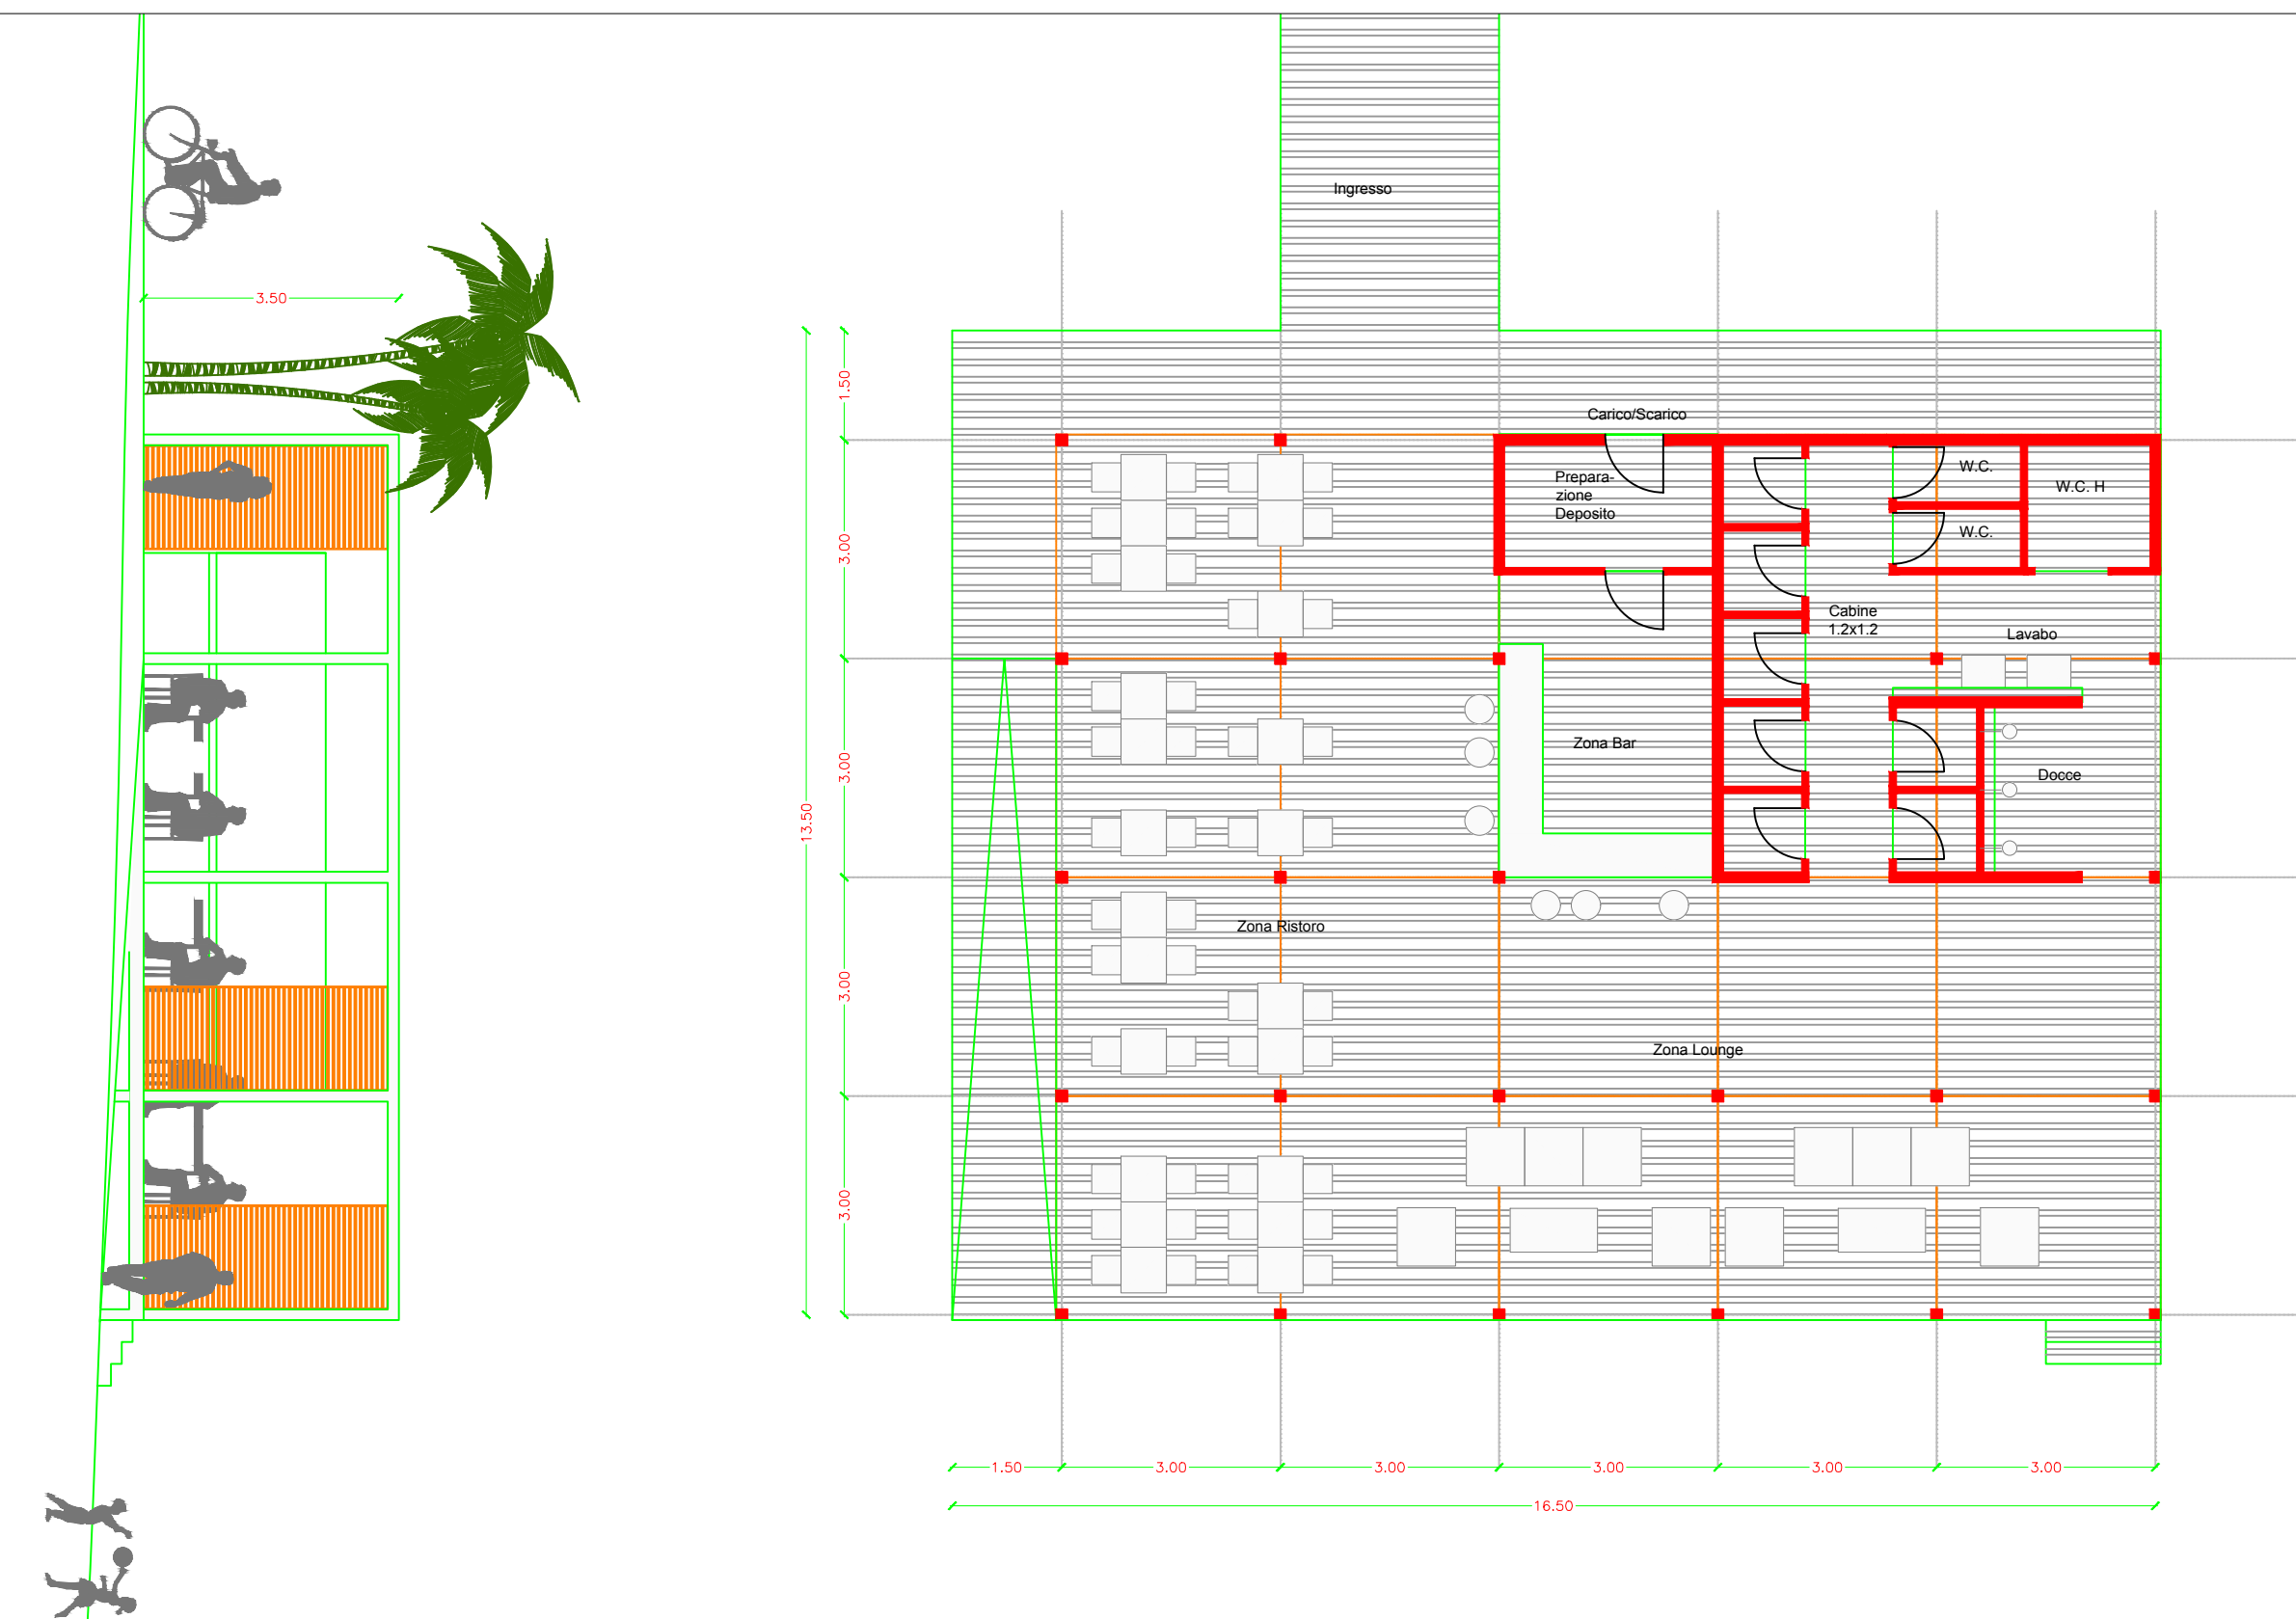 Ingresso
3.50
1.50
Carico/Scarico
W.C.
Prepara-
zione
Deposito
W.C. H
W.C.
3.00
Cabine
1.2x1.2
Lavabo
Zona Bar
3.00
Docce
13.50
Zona Ristoro
3.00
Zona Lounge
3.00
1.50
3.00
3.00
3.00
3.00
3.00
16.50